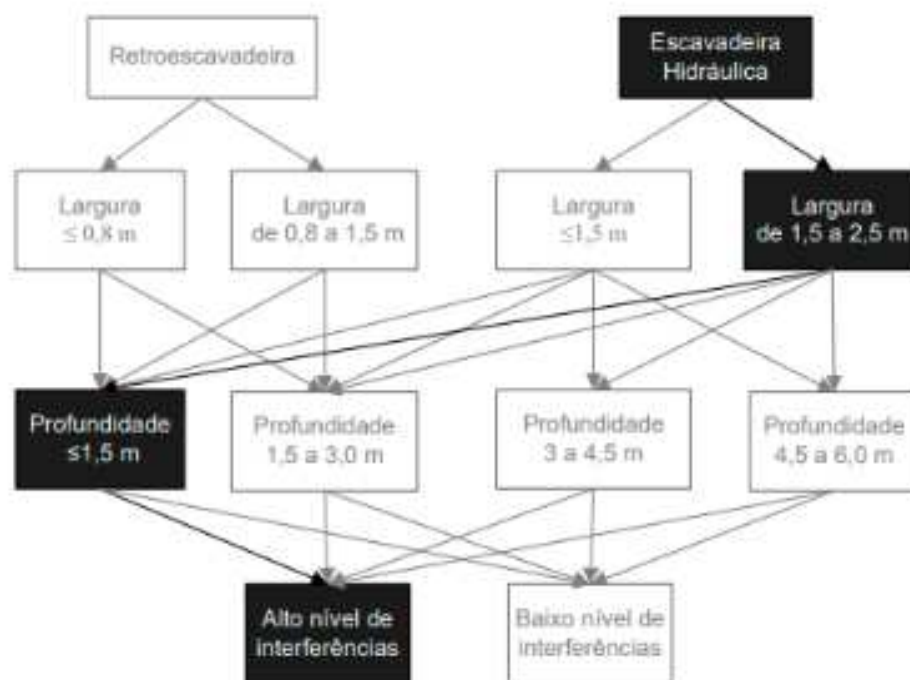 Retroescavadeira
Escavadeira
Hidráulica
Largura
≤ 0,8 m
Largura
de 0,8 a 1,5 m
Largura
≤1,5 m
Largura
de 1,5 a 2,5 m
Profundidade
≤1,5 m
Profundidade
1,5 a 3,0 m
Profundidade
3 a 4,5 m
Profundidade
4,5 a 6,0 m
Alto nível de
interferências
Baixo nível de
interferências